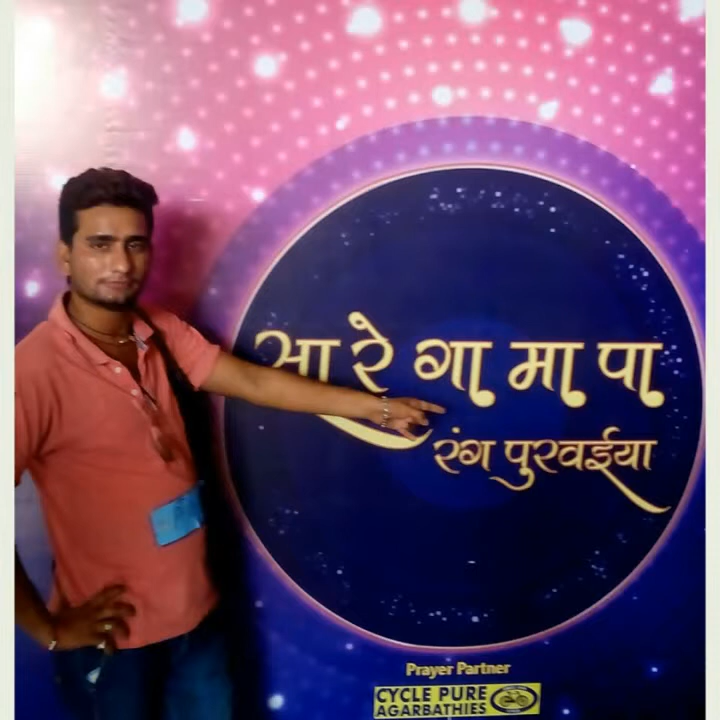 सा रे गा मा पा
रंग पुरवईया
Prayer Partner
CYCLE PURE
AGARBATHIES